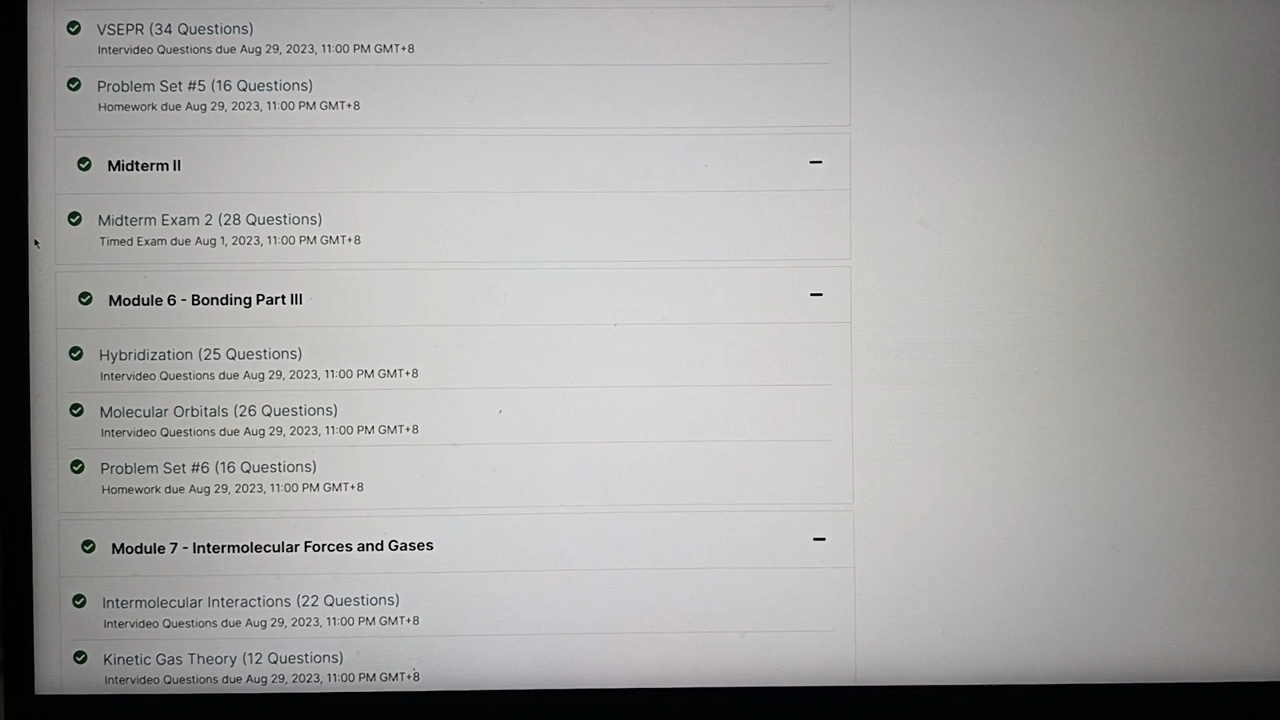 VSEPR (34 Questions)
Intervideo Questions due Aug 29, 2023, 11:00 PM GMT+8
Problem Set #5 (16 Questions)
Homework due Aug 29, 2023, 11:00 PM GMT+8
Midterm II
Midterm Exam 2 (28 Questions)
Timed Exam due Aug 1, 2023, 11:00 PM GMT+8
Module 6 - Bonding Part III
Hybridization (25 Questions)
Intervideo Questions due Aug 29, 2023, 11:00 PM GMT+8
Molecular Orbitals (26 Questions)
Intervideo Questions due Aug 29, 2023, 11:00 PM GMT+8
Problem Set #6 (16 Questions)
Homework due Aug 29, 2023, 11:00 PM GMT+8
Module 7 - Intermolecular Forces and Gases
Intermolecular Interactions (22 Questions)
Intervideo Questions due Aug 29, 2023, 11:00 PM GMT+8
Kinetic Gas Theory (12 Questions)
Intervideo Questions due Aug 29, 2023, 11:00 PM GMT+8